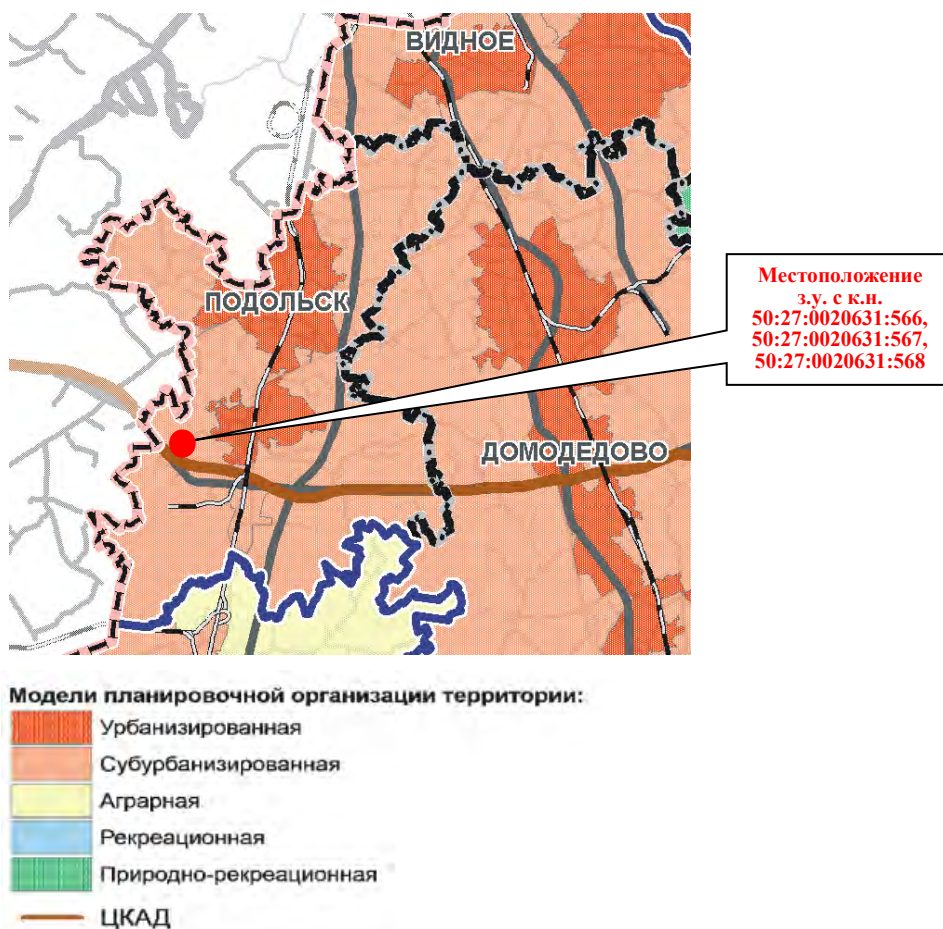 ВИДНОЕ
ПОДОЛЬСК
Местоположение
з.у. с к.н.
50:27:0020631:566,
50:27:0020631:567,
50:27:0020631:568
ДОМОДЕДОВО
Модели планировочной организации территории:
Урбанизированная
Субурбанизированная
Аграрная
Рекреационная
Природно-рекреационная
ЦКАД